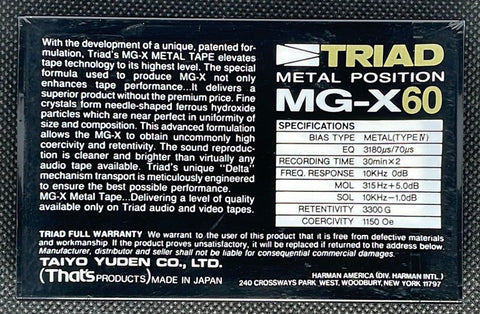 With the development of a unique, patented for-
mulation, Triad's MG-X METAL TAPE elevates
tape technology to its highest level. The special
formula used to produce MG-X not only
enhances tape performance...It delivers a
superior product without the premium price. Fine
crystals form needle-shaped ferrous hydroxide
particles which are near perfect in uniformity of
size and composition. This advanced formulation
allows the MG-X to obtain uncommonly high
coercivity and retentivity. The sound reproduc-
tion is cleaner and brighter than virtually any
audio tape available. Triad's unique "Delta"
mechanism transport is meticulously engineered
to ensure the best possible performance.
MG-X Metal Tape...Delivering a level of quality
available only on Triad audio and video tapes.
TRIAD
METAL POSITION
MG-X60
SPECIFICATIONS
BIAS TYPE METAL(TYPE IV)
EQ 3180μs/70μs
RECORDING TIME 30min×2
FREQ. RESPONSE 10KHz 0dB
MOL 315Hz+5.0dB
SOL 10KHz−1.0dB
RETENTIVITY 3300 G
COERCIVITY 1150 Oe
TRIAD FULL WARRANTY We warrant to the user of this product that it is free from defective materials
and workmanship. If the product proves unsatisfactory, it will be replaced if returned to the manufacturer.
Manufacturer, distributor and seller shall not be liable for consequential commercial damages.
TAIYO YUDEN CO., LTD.
(That's PRODUCTS) MADE IN JAPAN
HARMAN AMERICA (DIV. HARMAN INTL.)
240 CROSSWAYS PARK WEST, WOODBURY, NEW YORK 11797